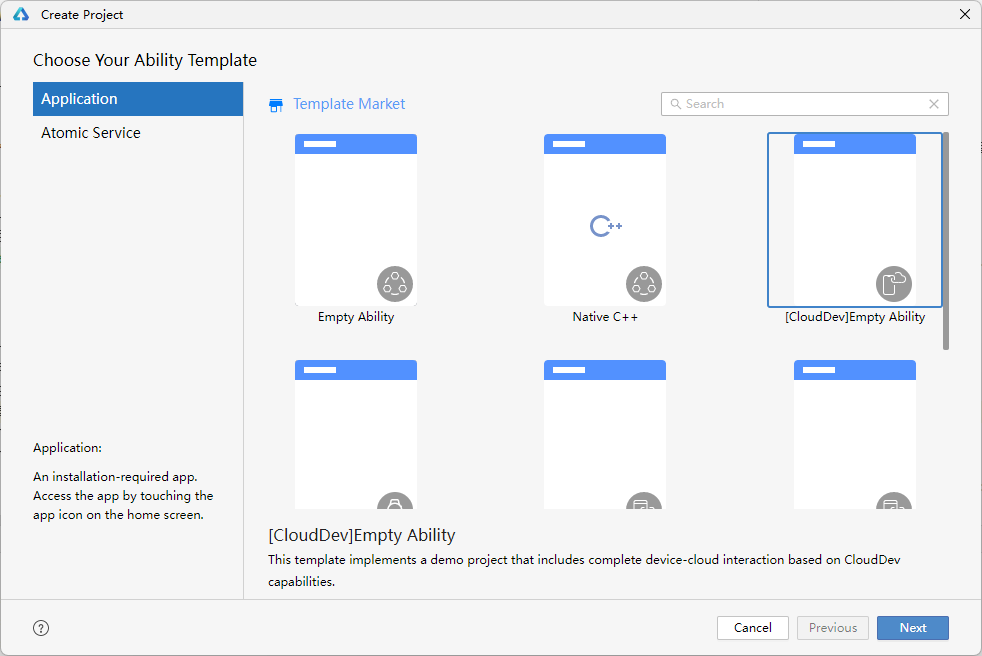 Create Project
Choose Your Ability Template
Application
Atomic Service
Template Market
Search
C++
Empty Ability
Native C++
[CloudDev]Empty Ability
Application:
An installation-required app.
Access the app by touching the
app icon on the home screen.
[CloudDev]Empty Ability
This template implements a demo project that includes complete device-cloud interaction based on CloudDev
capabilities.
?
Cancel
Previous
Next